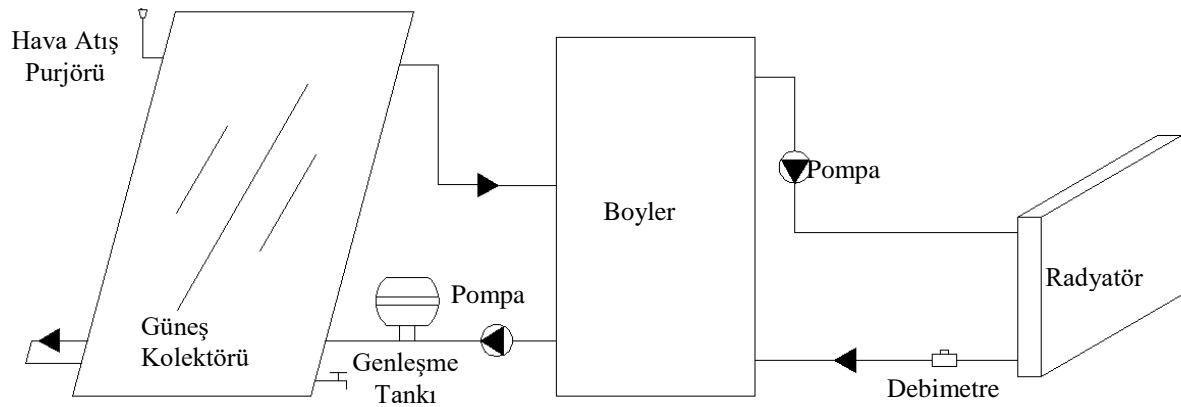 Hava Atış
Purjörü
Pompa
Boyler
Radyatör
Pompa
Güneş
Kolektörü
Genleşme
Tankı
Debimetre